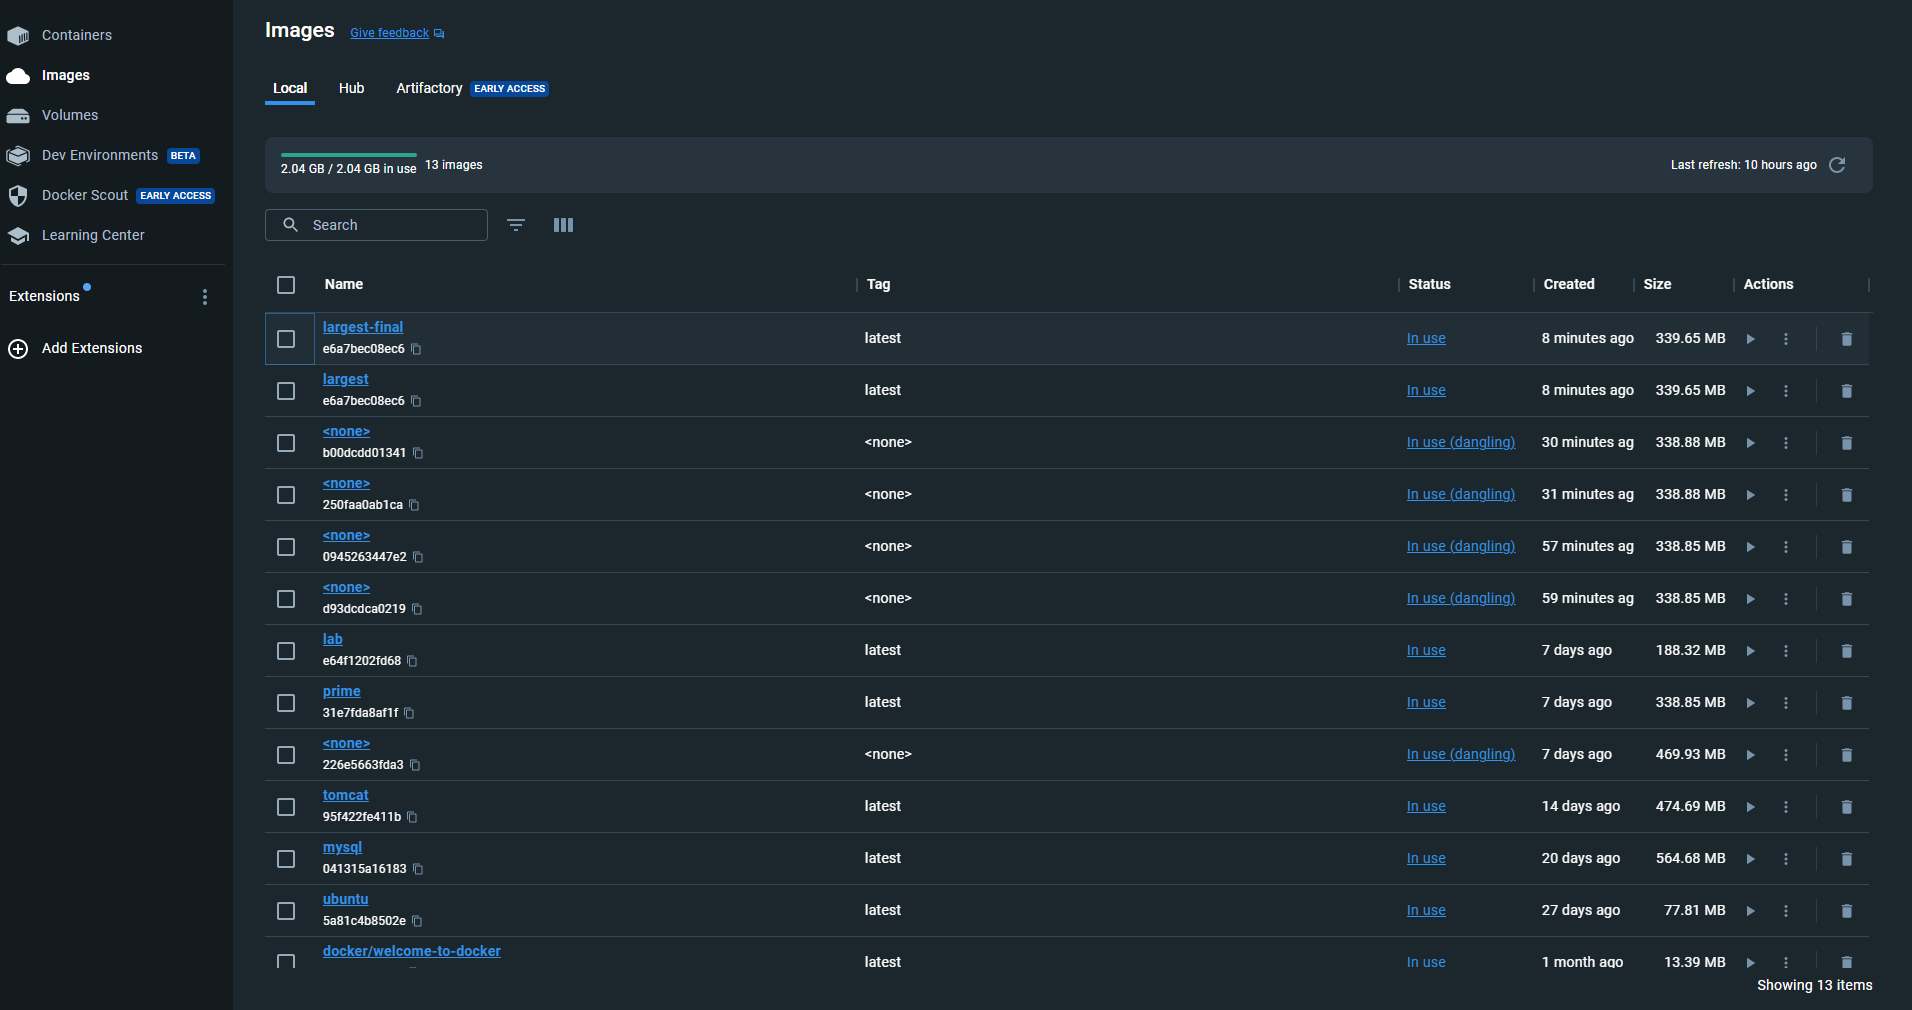 Containers
Images
Volumes
Dev Environments BETA
Docker Scout EARLY ACCESS
Learning Center
Extensions
Add Extensions
Images Give feedback
Local Hub Artifactory EARLY ACCESS
2.04 GB / 2.04 GB in use 13 images Last refresh: 10 hours ago
Search
Name Tag Status Created Size Actions
largest-final
e6a7bec08ec6 latest In use 8 minutes ago 339.65 MB
largest
e6a7bec08ec6 latest In use 8 minutes ago 339.65 MB
<none>
b00dcdd01341 <none> In use (dangling) 30 minutes ag 338.88 MB
<none>
250faa0ab1ca <none> In use (dangling) 31 minutes ag 338.88 MB
<none>
0945263447e2 <none> In use (dangling) 57 minutes ag 338.85 MB
<none>
d93dcdca0219 <none> In use (dangling) 59 minutes ag 338.85 MB
lab
e64f1202fd68 latest In use 7 days ago 188.32 MB
prime
31e7fda8af1f latest In use 7 days ago 338.85 MB
<none>
226e5663fda3 <none> In use (dangling) 7 days ago 469.93 MB
tomcat
95f422fe411b latest In use 14 days ago 474.69 MB
mysql
041315a16183 latest In use 20 days ago 564.68 MB
ubuntu
5a81c4b8502e latest In use 27 days ago 77.81 MB
docker/welcome-to-docker
latest In use 1 month ago 13.39 MB
Showing 13 items